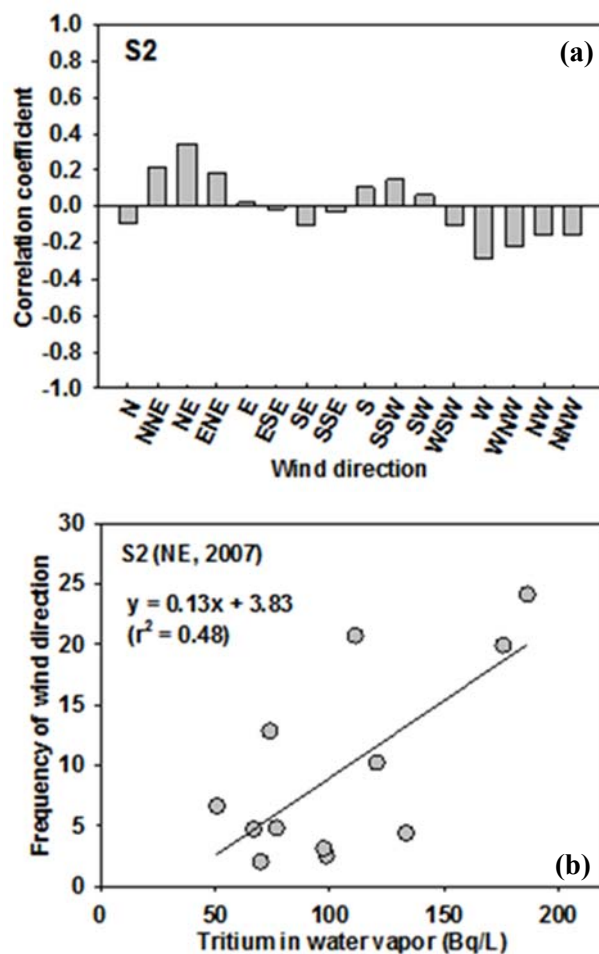 S2
(a)
Correlation coefficient
1.0
0.8
0.6
0.4
0.2
0.0
-0.2
-0.4
-0.6
-0.8
-1.0
N NNE NE ENE E ESE SE SSE S SSW SW WSW W WNW NW NNW
Wind direction
S2 (NE, 2007)
y = 0.13x + 3.83
(r² = 0.48)
Frequency of wind direction
30
25
20
15
10
5
0
(b)
0 50 100 150 200
Tritium in water vapor (Bq/L)